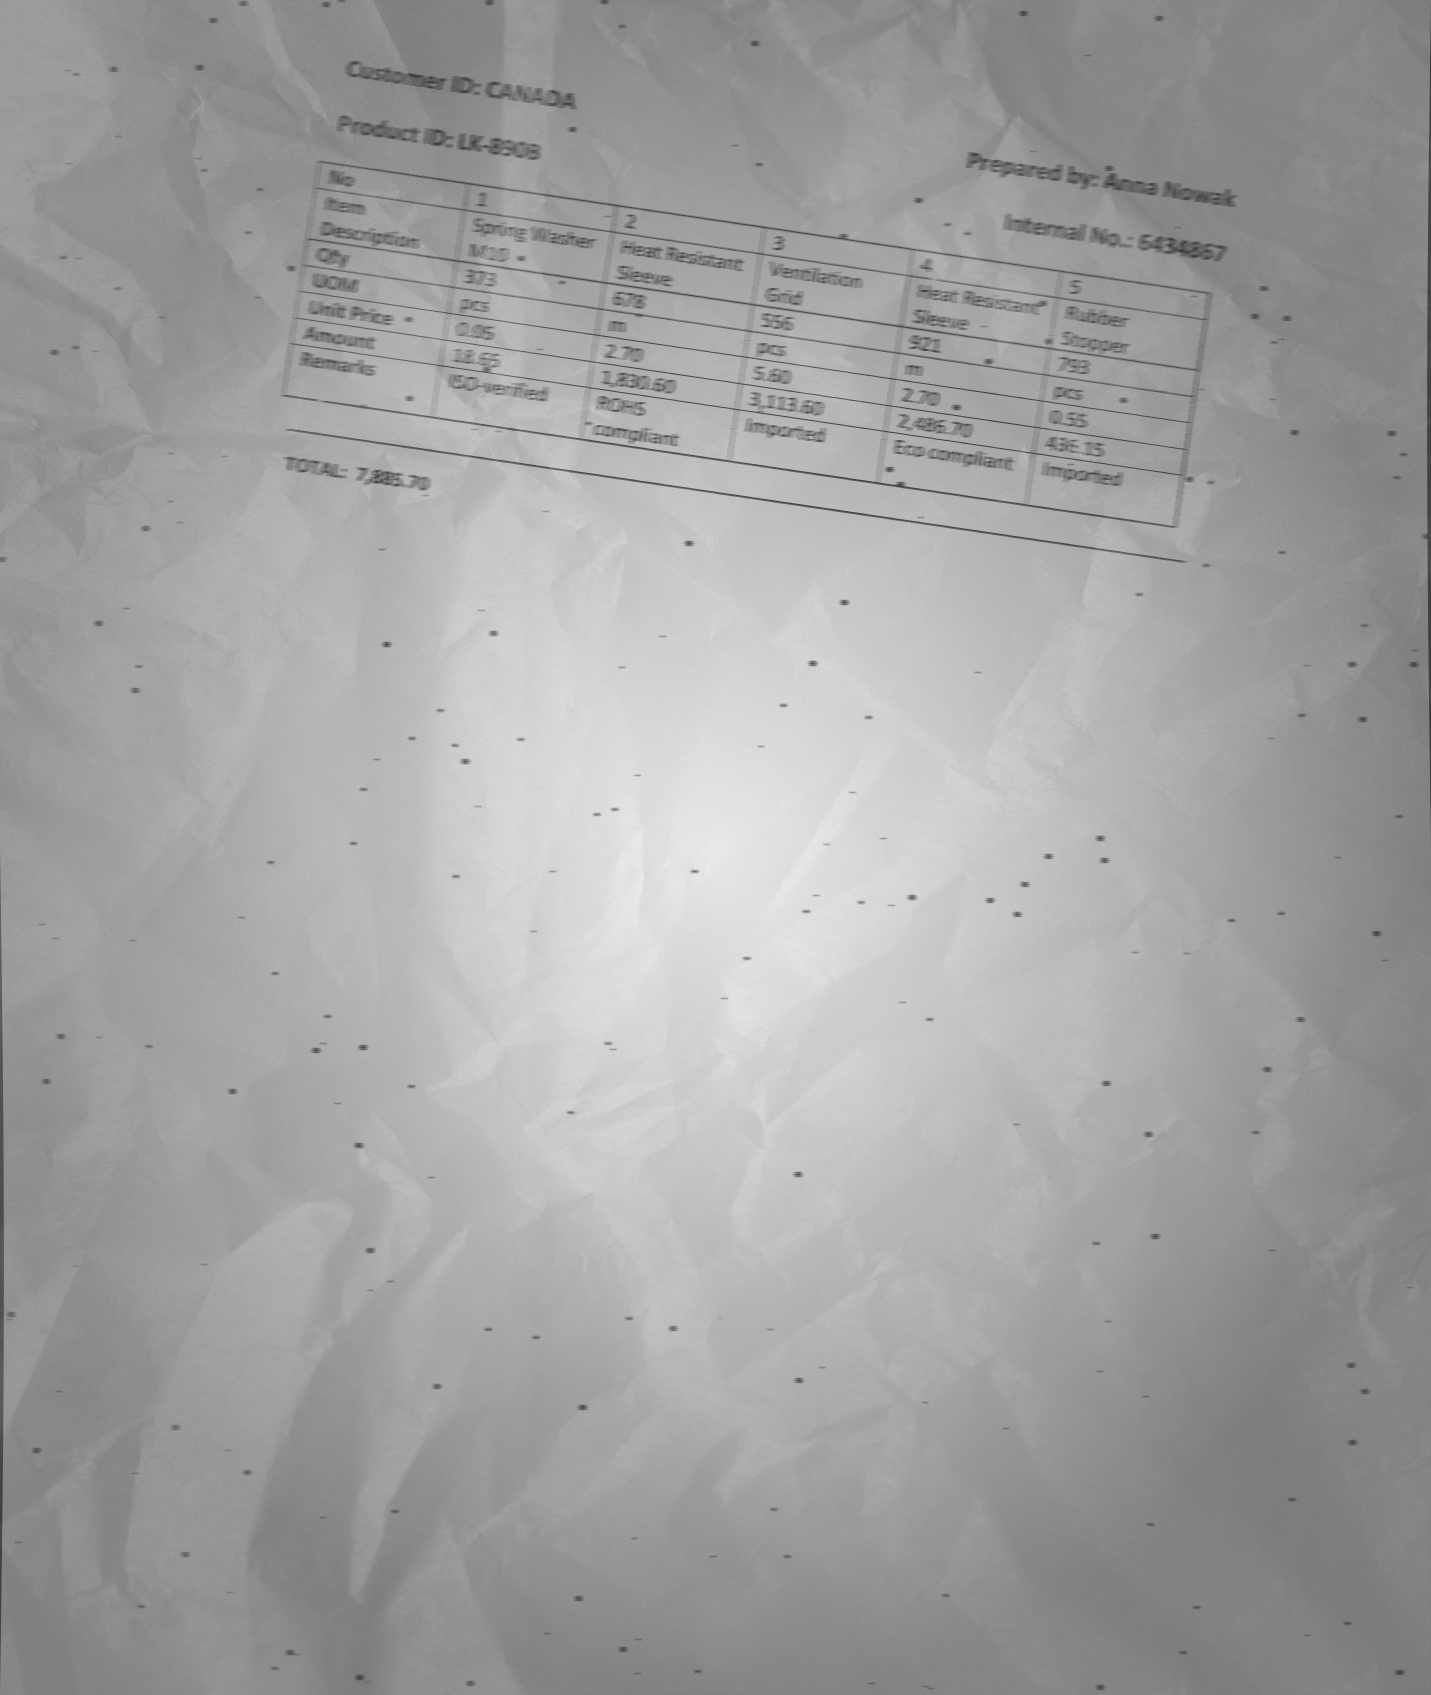 Customer ID: CANADA
Product ID: LK-890B
Prepared by: Anna Nowak
Internal No.: 6434867
No 1 2 3 4 5
Item Description Spring Washer M10 Heat Resistant Sleeve Ventilation Grid Heat Resistant Sleeve Rubber Stopper
Qty 373 678 556 921 793
UOM pcs m pcs m pcs
Unit Price 0.05 2.70 5.60 2.70 0.55
Amount 18.65 1,830.60 3,113.60 2,486.70 436.15
Remarks ISO-verified ROHS compliant Imported Eco compliant Imported
TOTAL: 7,885.70